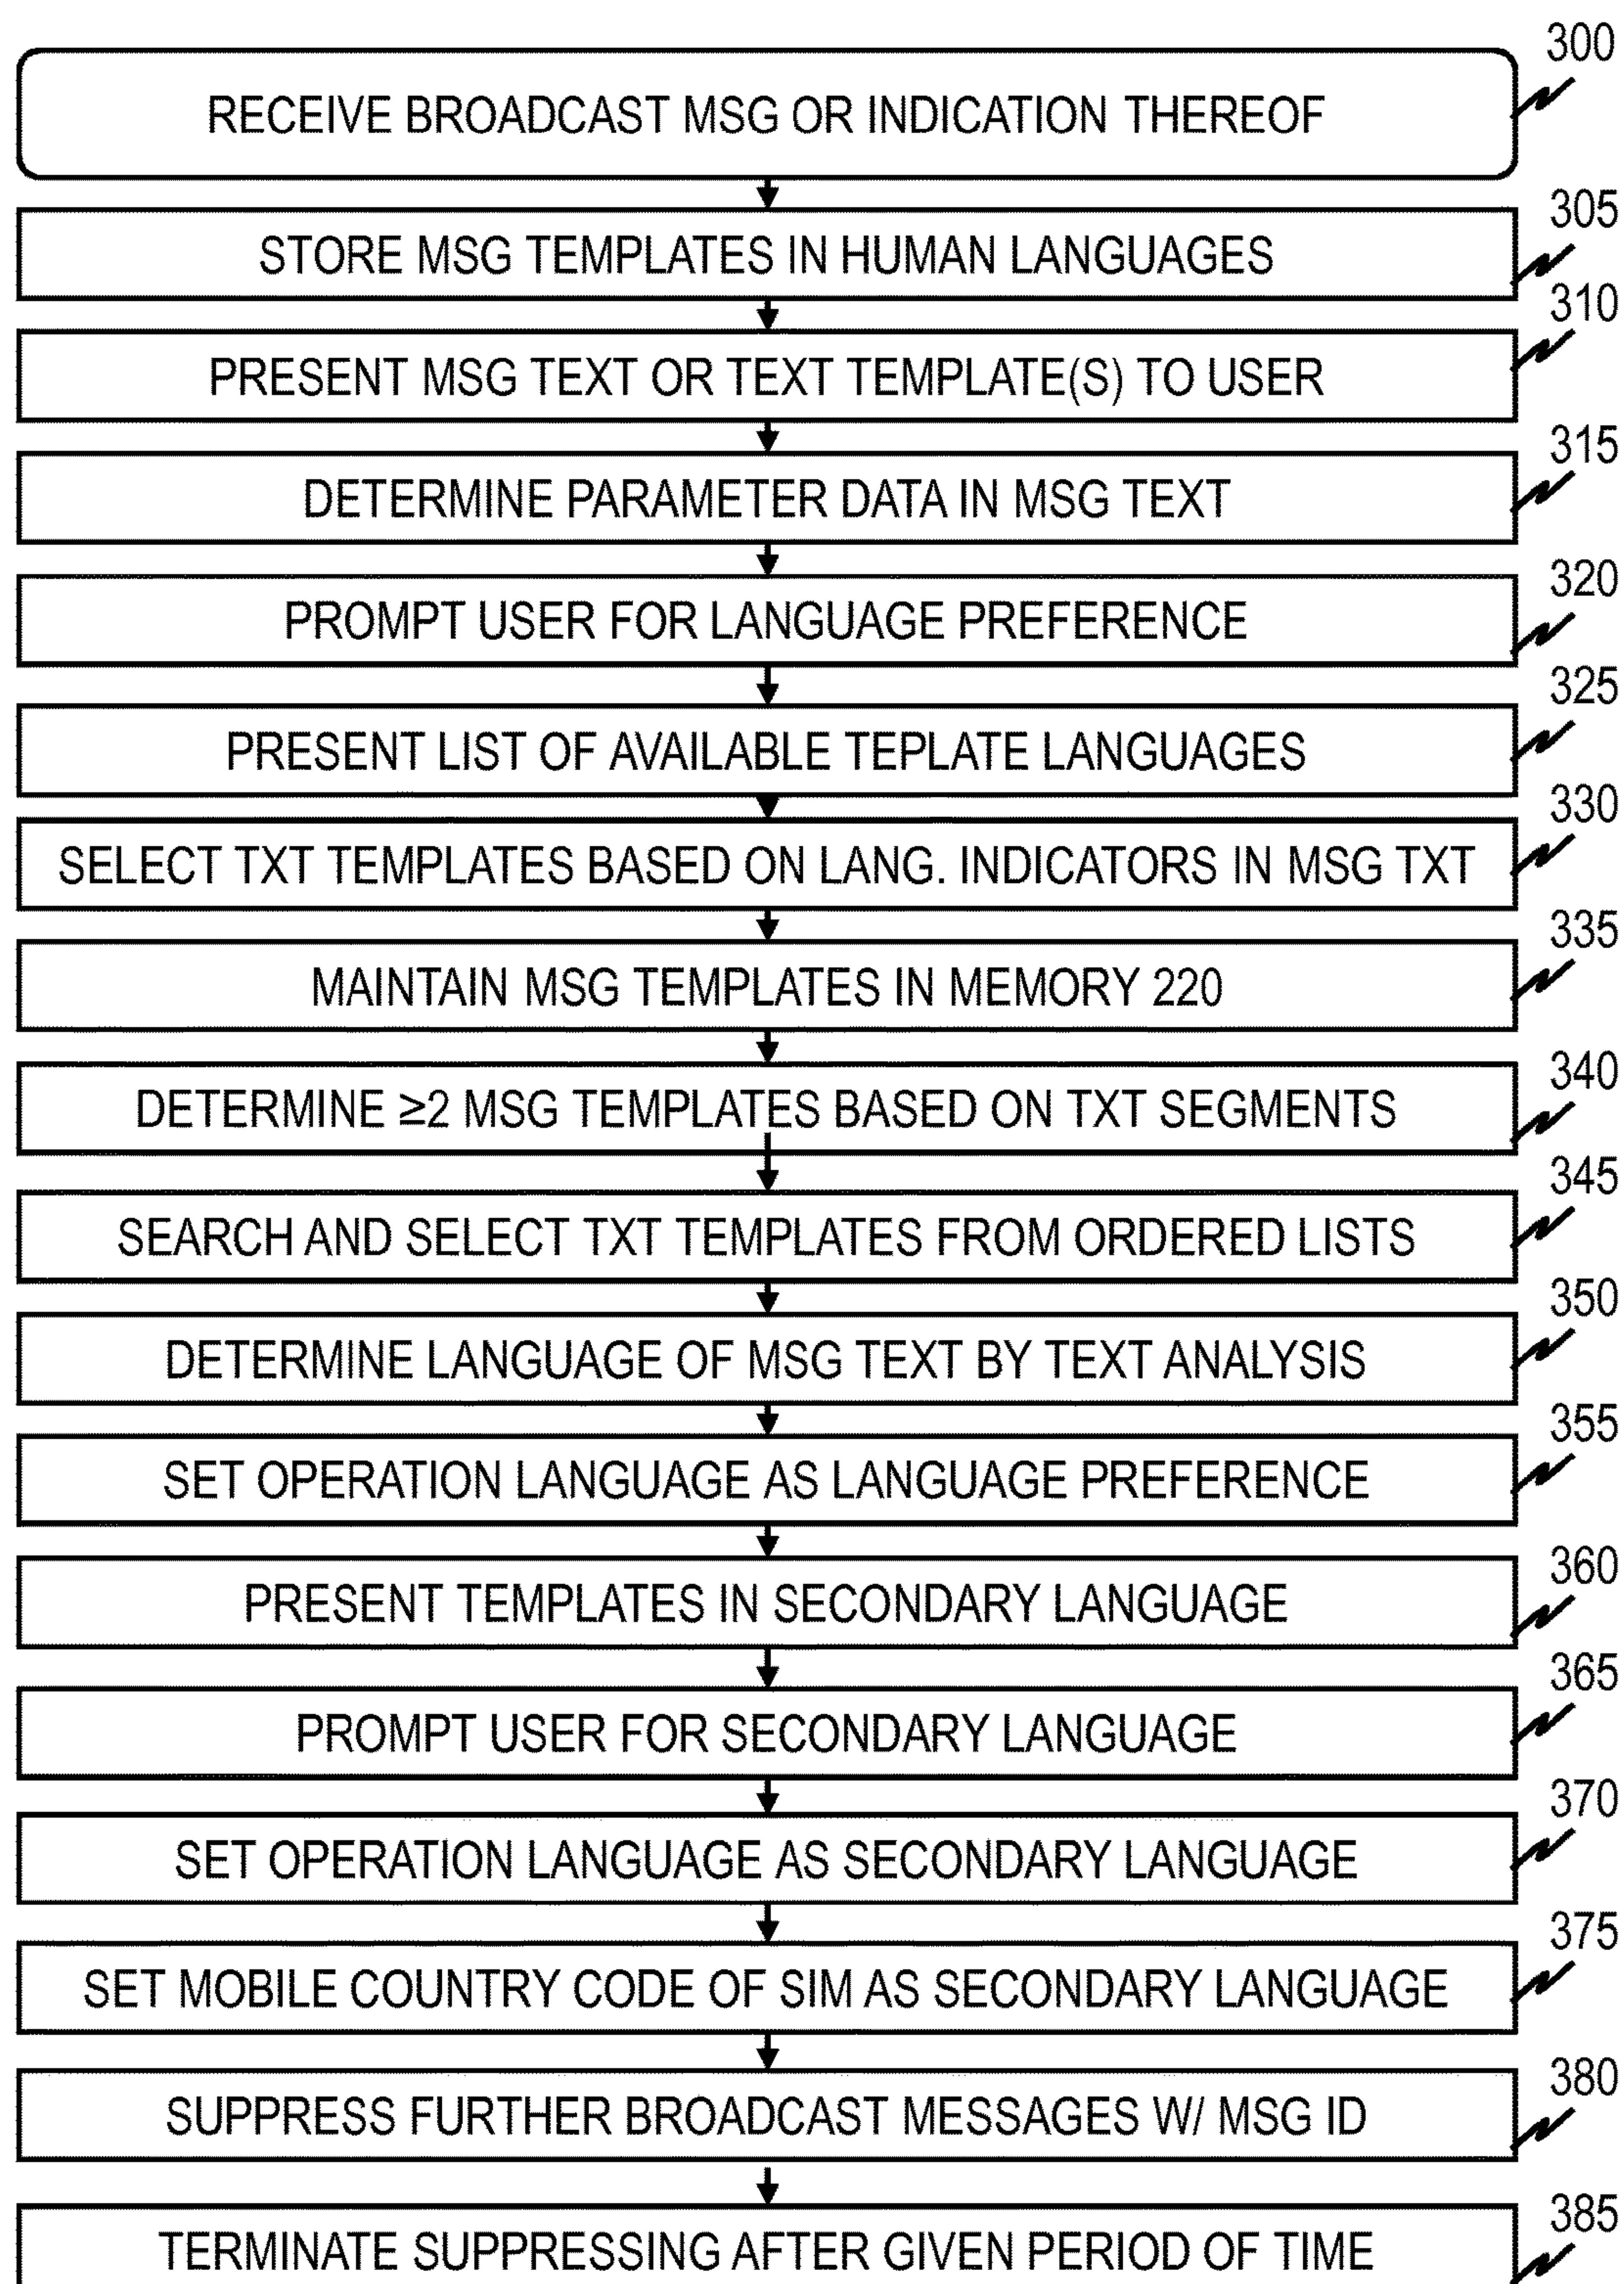 300
RECEIVE BROADCAST MSG OR INDICATION THEREOF
305
STORE MSG TEMPLATES IN HUMAN LANGUAGES
310
PRESENT MSG TEXT OR TEXT TEMPLATE(S) TO USER
315
DETERMINE PARAMETER DATA IN MSG TEXT
320
PROMPT USER FOR LANGUAGE PREFERENCE
325
PRESENT LIST OF AVAILABLE TEPLATE LANGUAGES
330
SELECT TXT TEMPLATES BASED ON LANG. INDICATORS IN MSG TXT
335
MAINTAIN MSG TEMPLATES IN MEMORY 220
340
DETERMINE ≥2 MSG TEMPLATES BASED ON TXT SEGMENTS
345
SEARCH AND SELECT TXT TEMPLATES FROM ORDERED LISTS
350
DETERMINE LANGUAGE OF MSG TEXT BY TEXT ANALYSIS
355
SET OPERATION LANGUAGE AS LANGUAGE PREFERENCE
360
PRESENT TEMPLATES IN SECONDARY LANGUAGE
365
PROMPT USER FOR SECONDARY LANGUAGE
370
SET OPERATION LANGUAGE AS SECONDARY LANGUAGE
375
SET MOBILE COUNTRY CODE OF SIM AS SECONDARY LANGUAGE
380
SUPPRESS FURTHER BROADCAST MESSAGES W/ MSG ID
385
TERMINATE SUPPRESSING AFTER GIVEN PERIOD OF TIME